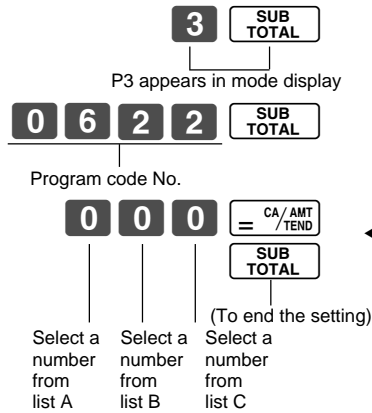 3 SUB TOTAL
P3 appears in mode display
0 6 2 2 SUB TOTAL
Program code No.
0 0 0 = CA/AMT/TEND
SUB TOTAL
(To end the setting)
Select a number from list A
Select a number from list B
Select a number from list C